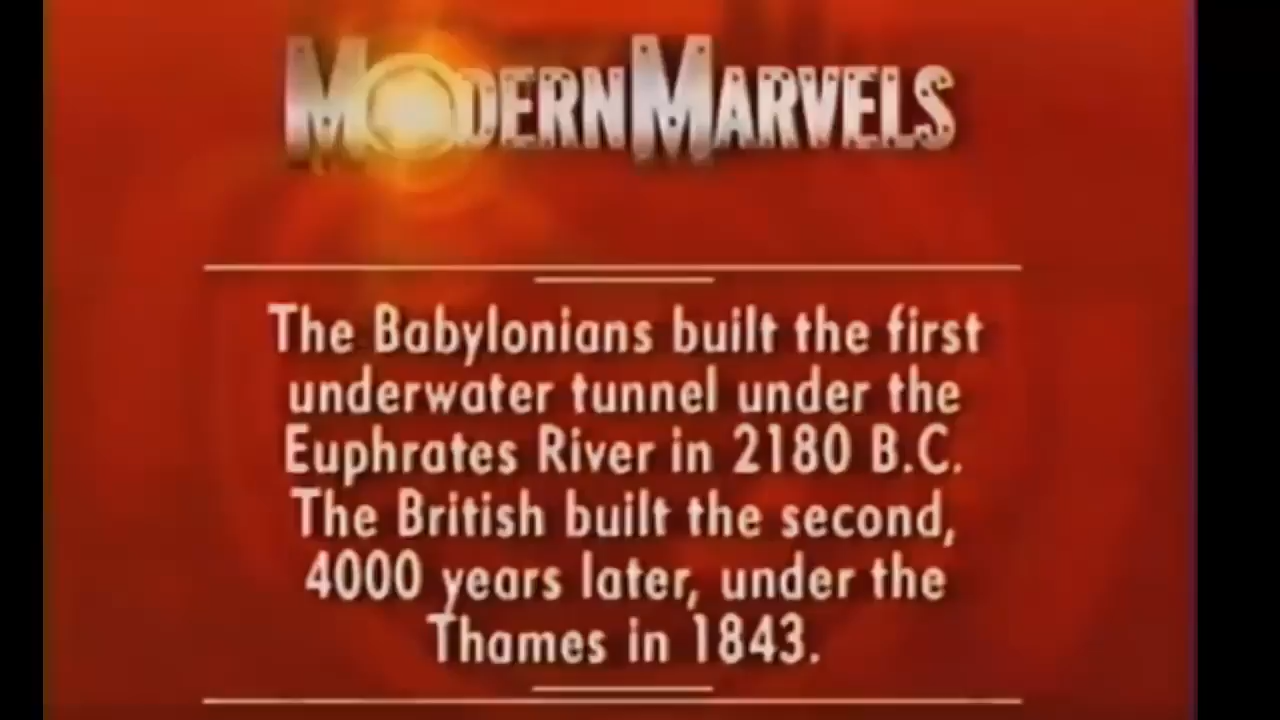 MODERN MARVELS
The Babylonians built the first
underwater tunnel under the
Euphrates River in 2180 B.C.
The British built the second,
4000 years later, under the
Thames in 1843.